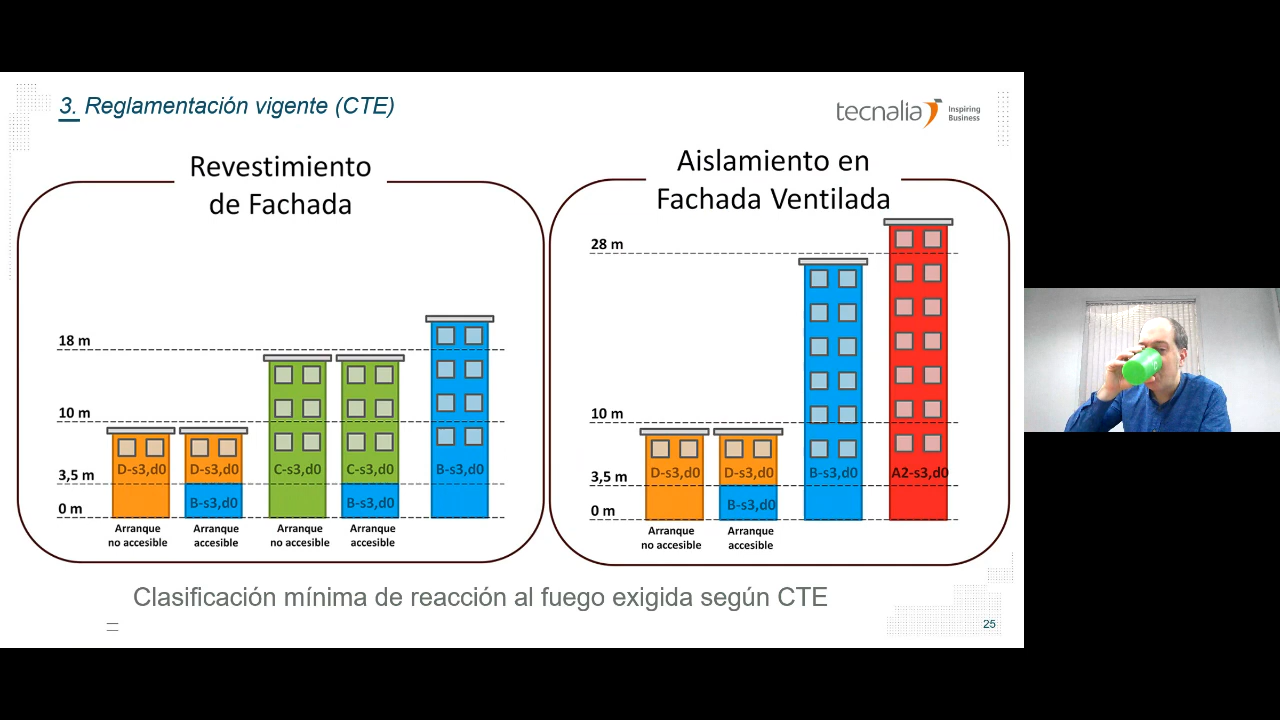 3. Reglamentación vigente (CTE)
tecnalia Inspiring
Business
Revestimiento
de Fachada
18 m
10 m
3,5 m
0 m
D-s3,d0
D-s3,d0
C-s3,d0
C-s3,d0
B-s3,d0
B-s3,d0
B-s3,d0
Arranque
no accesible
Arranque
accesible
Arranque
no accesible
Arranque
accesible
Aislamiento en
Fachada Ventilada
28 m
10 m
3,5 m
0 m
D-s3,d0
D-s3,d0
B-s3,d0
A2-s3,d0
B-s3,d0
Arranque
no accesible
Arranque
accesible
Clasificación mínima de reacción al fuego exigida según CTE
25